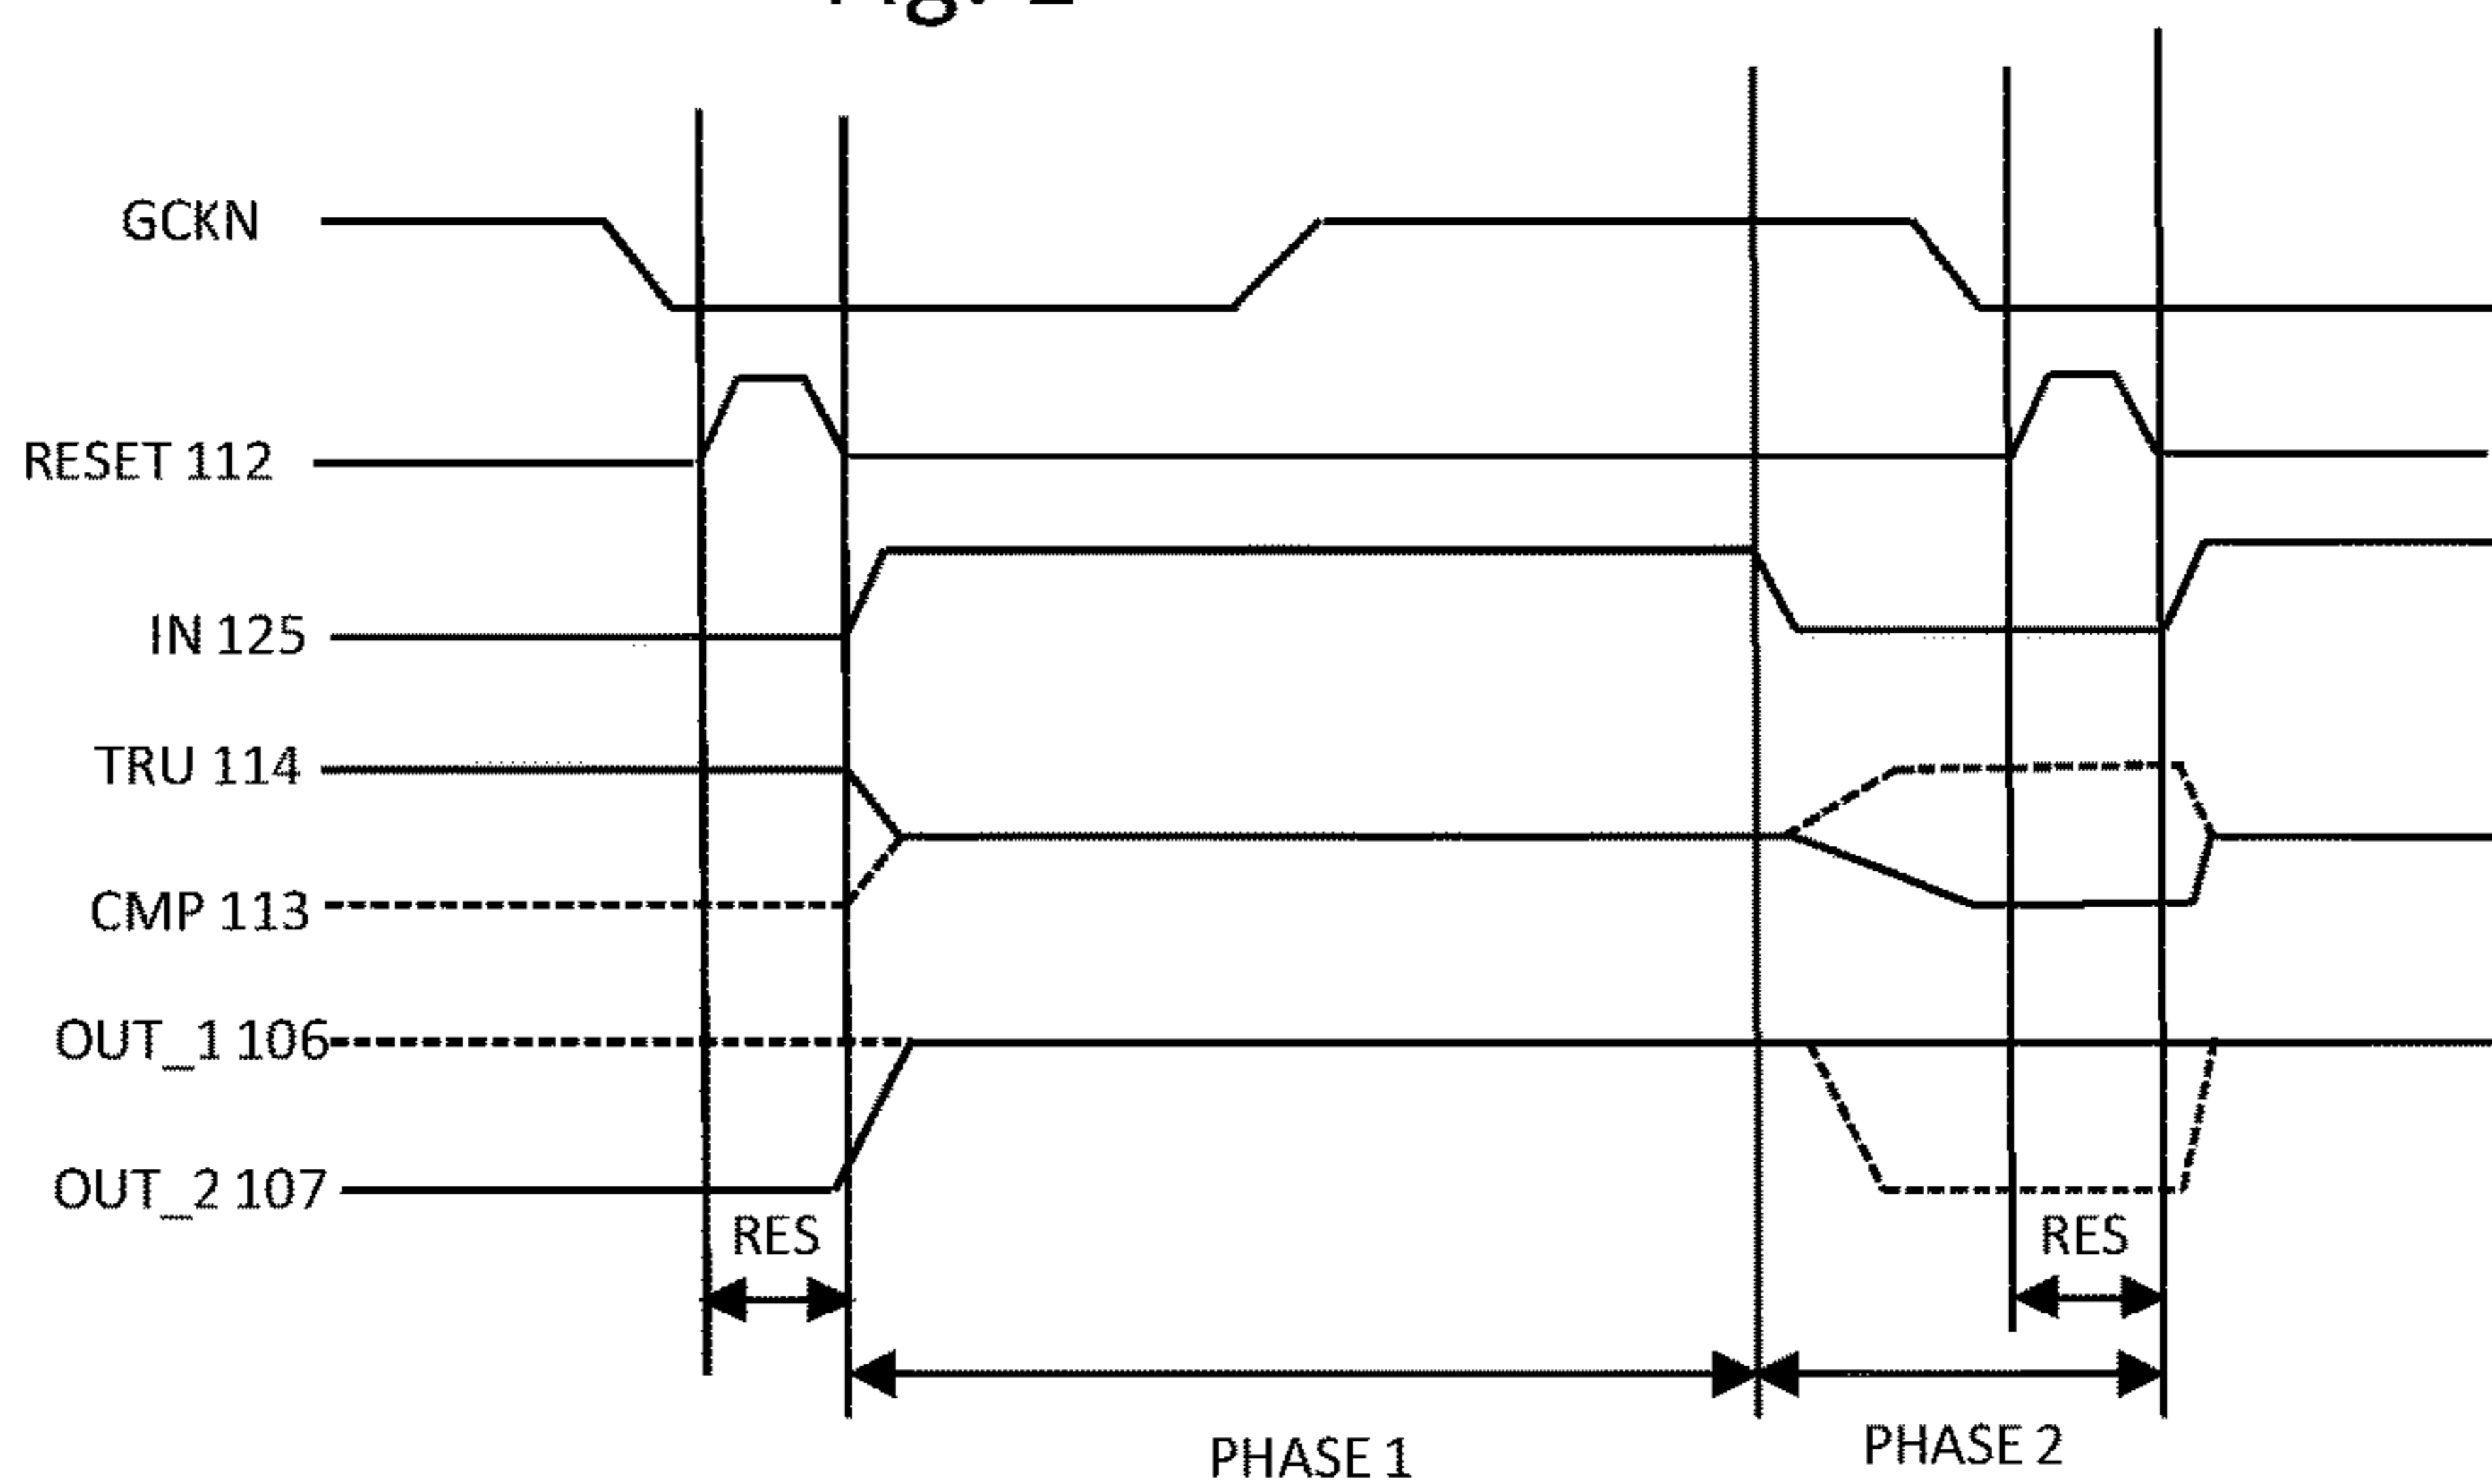 GCKN
RESET 112
IN 125
TRU 114
CMP 113
OUT_1 106
OUT_2 107
RES
RES
PHASE 1
PHASE 2